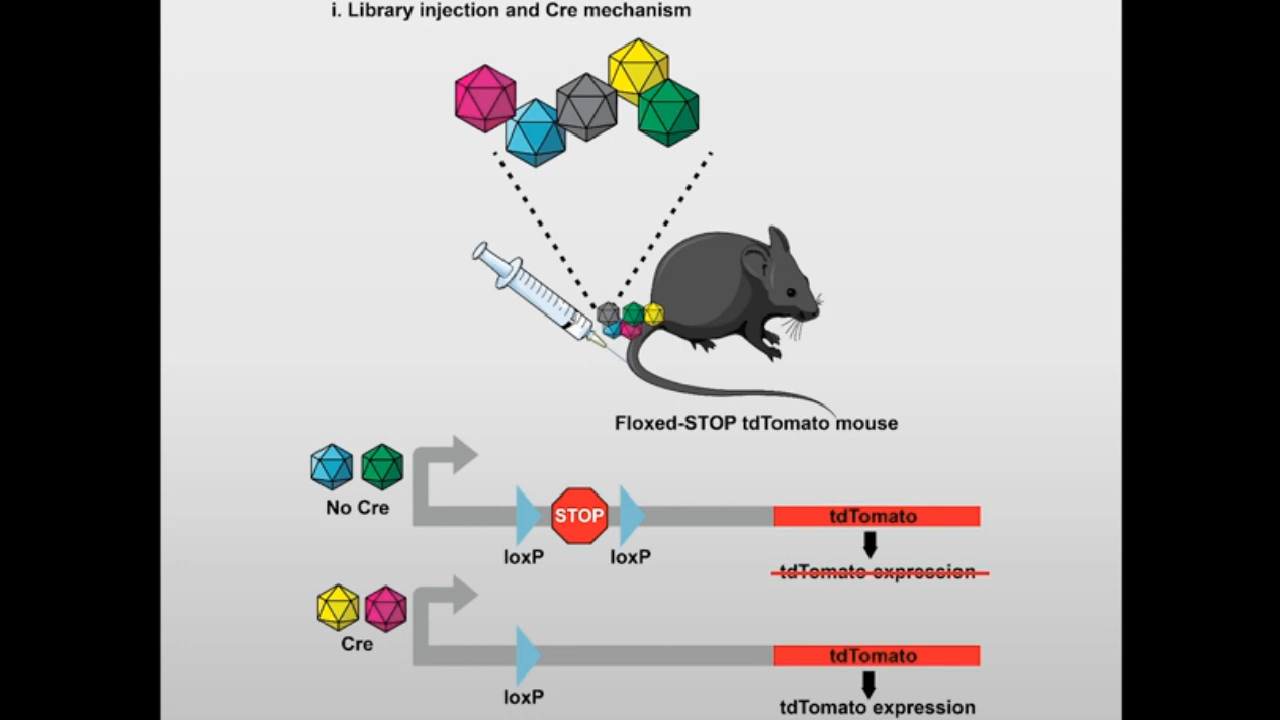 i. Library injection and Cre mechanism
Floxed-STOP tdTomato mouse
No Cre
STOP
tdTomato
loxP
loxP
tdTomato expression
Cre
tdTomato
loxP
tdTomato expression